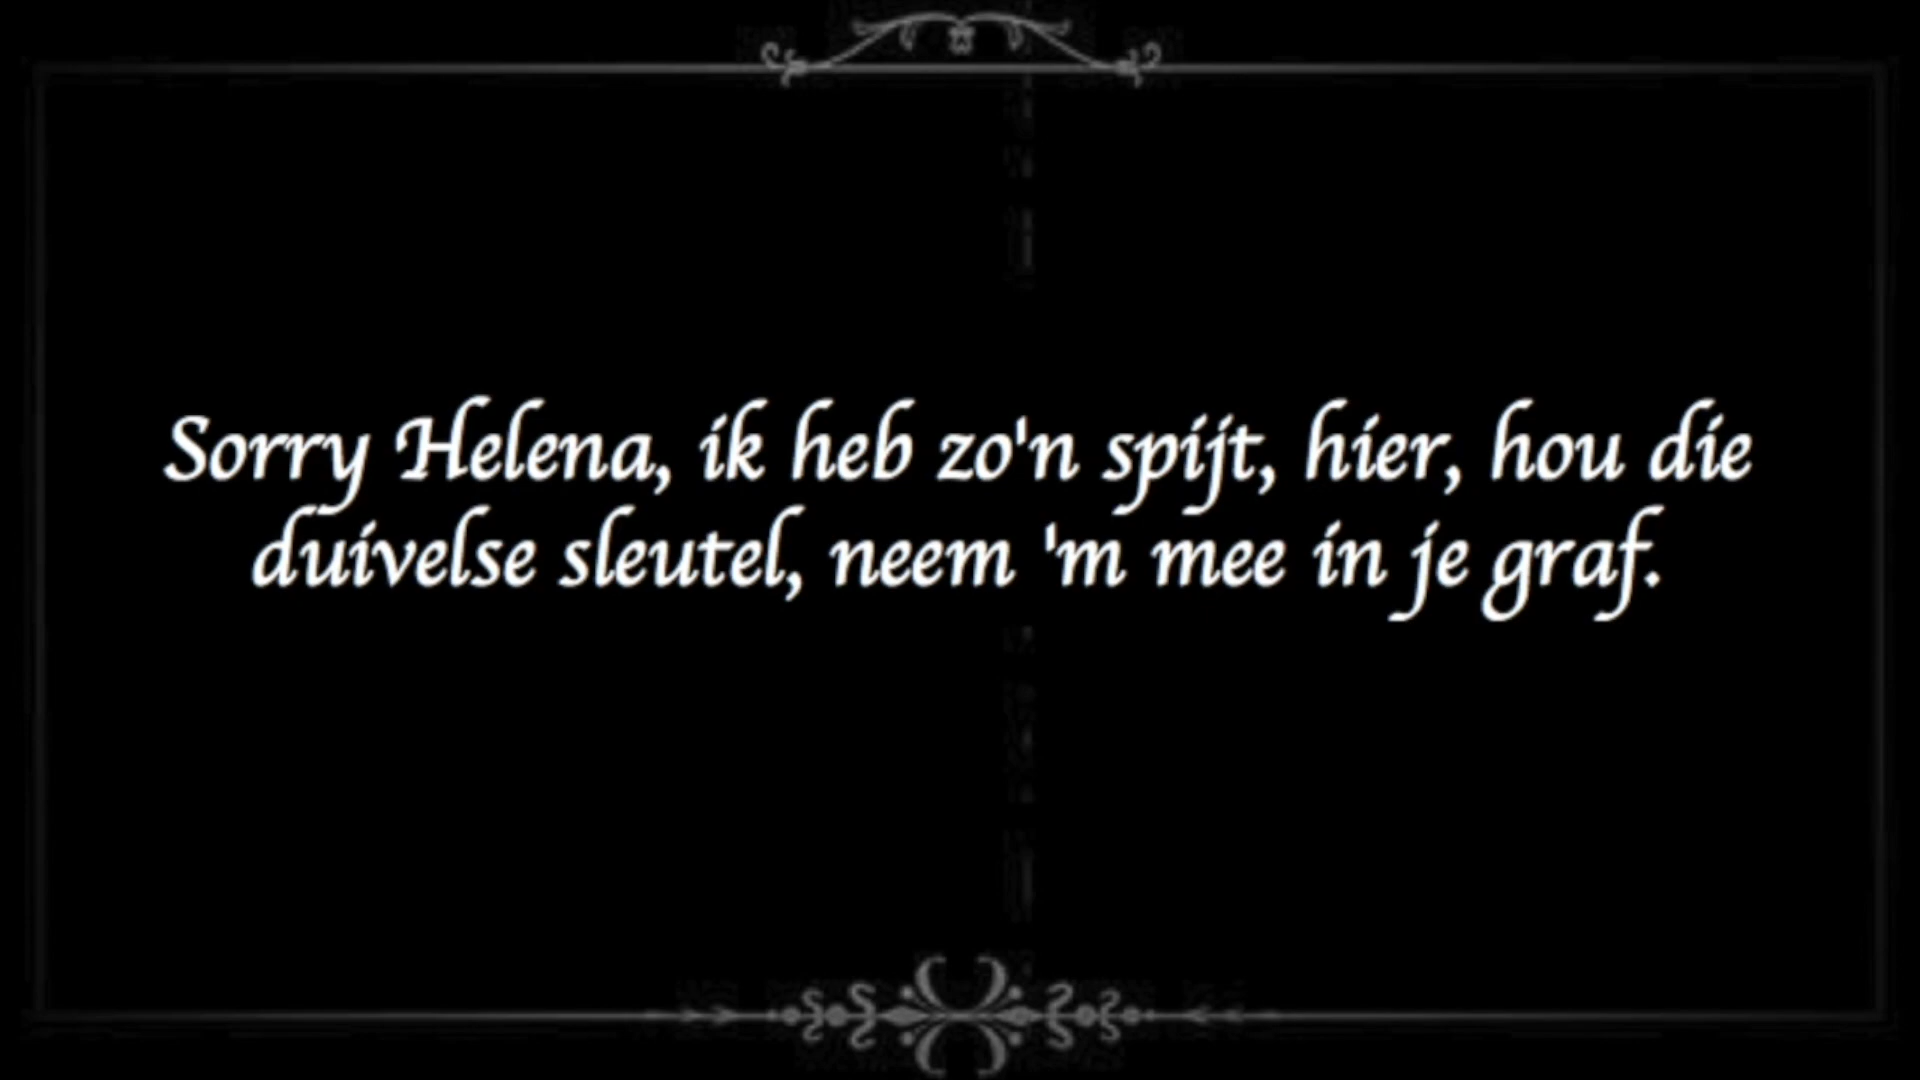 Sorry Helena, ik heb zo'n spijt, hier, hou die
duivelse sleutel, neem 'm mee in je graf.